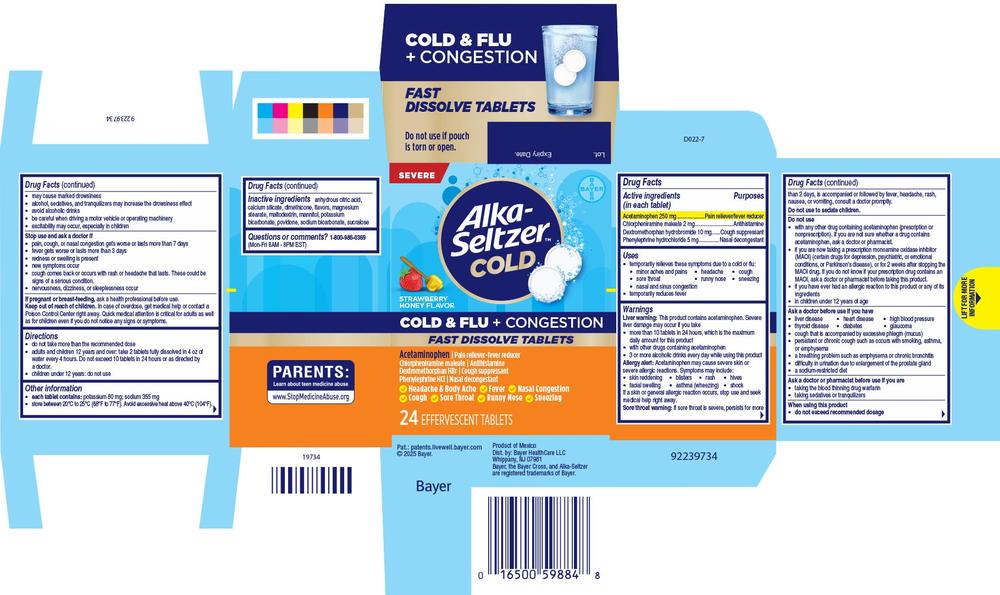 COLD & FLU
+ CONGESTION
FAST
DISSOLVE TABLETS
Do not use if pouch
is torn or open.
Lot.
Expiry Date.
SEVERE
BAYER
Alka-
Seltzer™
COLD
STRAWBERRY
HONEY FLAVOR
COLD & FLU + CONGESTION
FAST DISSOLVE TABLETS
Acetaminophen | Pain reliever-fever reducer
Chlorpheniramine maleate | Antihistamine
Dextromethorphan HBr | Cough suppressant
Phenylephrine HCl | Nasal decongestant
Headache & Body Ache Fever Nasal Congestion
Cough Sore Throat Runny Nose Sneezing
24 EFFERVESCENT TABLETS
Pat.: patents.livewell.bayer.com
© 2025 Bayer.
Bayer
Product of Mexico
Dist. by: Bayer HealthCare LLC
Whippany, NJ 07981
Bayer, the Bayer Cross, and Alka-Seltzer
are registered trademarks of Bayer.
0 16500 59884 8
D022-7
Drug Facts
Active ingredients Purposes
(in each tablet)
Acetaminophen 250 mg Pain reliever/fever reducer
Chlorpheniramine maleate 2 mg Antihistamine
Dextromethorphan hydrobromide 10 mg Cough suppressant
Phenylephrine hydrochloride 5 mg Nasal decongestant
Uses
• temporarily relieves these symptoms due to a cold or flu:
• minor aches and pains • headache • cough
• sore throat • runny nose • sneezing
• nasal and sinus congestion
• temporarily reduces fever
Warnings
Liver warning: This product contains acetaminophen. Severe
liver damage may occur if you take
• more than 10 tablets in 24 hours, which is the maximum
daily amount for this product
• with other drugs containing acetaminophen
• 3 or more alcoholic drinks every day while using this product
Allergy alert: Acetaminophen may cause severe skin or
severe allergic reactions. Symptoms may include:
• skin reddening • blisters • rash • hives
• facial swelling • asthma (wheezing) • shock
If a skin or general allergic reaction occurs, stop use and seek
medical help right away.
Sore throat warning: If sore throat is severe, persists for more
92239734
Drug Facts (continued)
than 2 days, is accompanied or followed by fever, headache, rash,
nausea, or vomiting, consult a doctor promptly.
Do not use to sedate children.
Do not use
• with any other drug containing acetaminophen (prescription or
nonprescription). If you are not sure whether a drug contains
acetaminophen, ask a doctor or pharmacist.
• if you are now taking a prescription monoamine oxidase inhibitor
(MAOI) (certain drugs for depression, psychiatric, or emotional
conditions, or Parkinson's disease), or for 2 weeks after stopping the
MAOI drug. If you do not know if your prescription drug contains an
MAOI, ask a doctor or pharmacist before taking this product.
• if you have ever had an allergic reaction to this product or any of its
ingredients
• in children under 12 years of age
Ask a doctor before use if you have
• liver disease • heart disease • high blood pressure
• thyroid disease • diabetes • glaucoma
• cough that is accompanied by excessive phlegm (mucus)
• persistent or chronic cough such as occurs with smoking, asthma,
or emphysema
• a breathing problem such as emphysema or chronic bronchitis
• difficulty in urination due to enlargement of the prostate gland
• a sodium-restricted diet
Ask a doctor or pharmacist before use if you are
• taking the blood thinning drug warfarin
• taking sedatives or tranquilizers
When using this product
• do not exceed recommended dosage
LIFT FOR MORE
INFORMATION
92239734
Drug Facts (continued)
• may cause marked drowsiness
• alcohol, sedatives, and tranquilizers may increase the drowsiness effect
• avoid alcoholic drinks
• be careful when driving a motor vehicle or operating machinery
• excitability may occur, especially in children
Stop use and ask a doctor if
• pain, cough, or nasal congestion gets worse or lasts more than 7 days
• fever gets worse or lasts more than 3 days
• redness or swelling is present
• new symptoms occur
• cough comes back or occurs with rash or headache that lasts. These could be
signs of a serious condition.
• nervousness, dizziness, or sleeplessness occur
If pregnant or breast-feeding, ask a health professional before use.
Keep out of reach of children. In case of overdose, get medical help or contact a
Poison Control Center right away. Quick medical attention is critical for adults as well
as for children even if you do not notice any signs or symptoms.
Directions
• do not take more than the recommended dose
• adults and children 12 years and over: take 2 tablets fully dissolved in 4 oz of
water every 4 hours. Do not exceed 10 tablets in 24 hours or as directed by
a doctor.
• children under 12 years: do not use
Other information
• each tablet contains: potassium 80 mg; sodium 355 mg
• store between 20°C to 25°C (68°F to 77°F). Avoid excessive heat above 40°C (104°F).
Drug Facts (continued)
Inactive ingredients anhydrous citric acid,
calcium silicate, dimethicone, flavors, magnesium
stearate, maltodextrin, mannitol, potassium
bicarbonate, povidone, sodium bicarbonate, sucralose
Questions or comments? 1-800-986-0369
(Mon-Fri 9AM - 8PM EST)
PARENTS:
Learn about teen medicine abuse
www.StopMedicineAbuse.org
19734